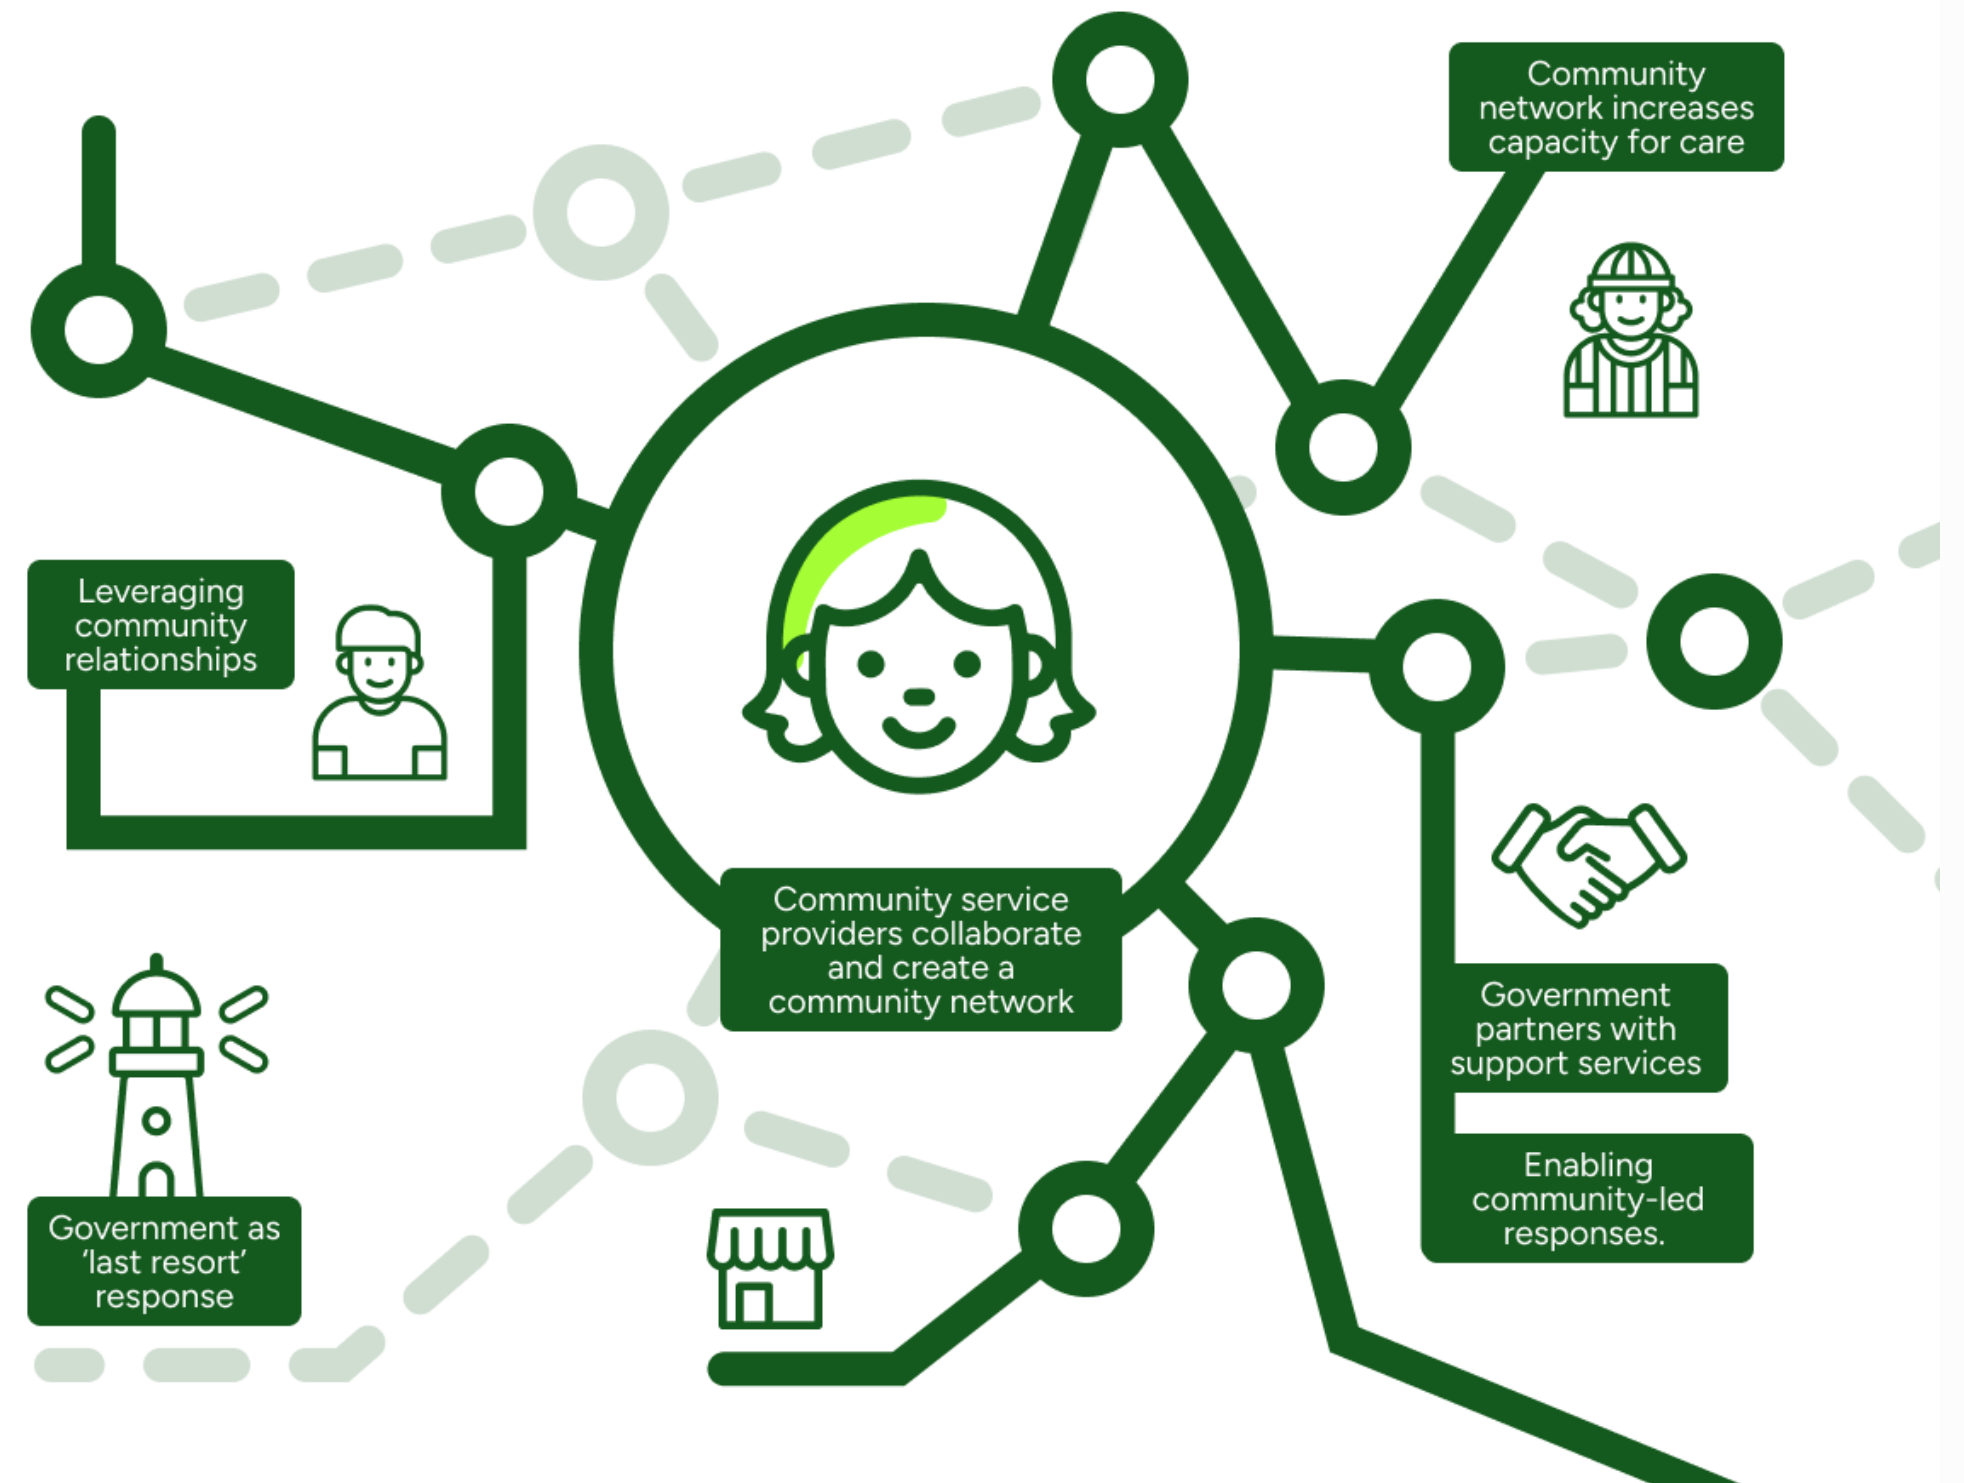 Community
network increases
capacity for care
Leveraging
community
relationships
Community service
providers collaborate
and create a
community network
Government
partners with
support services
Enabling
community-led
responses.
Government as
‘last resort’
response